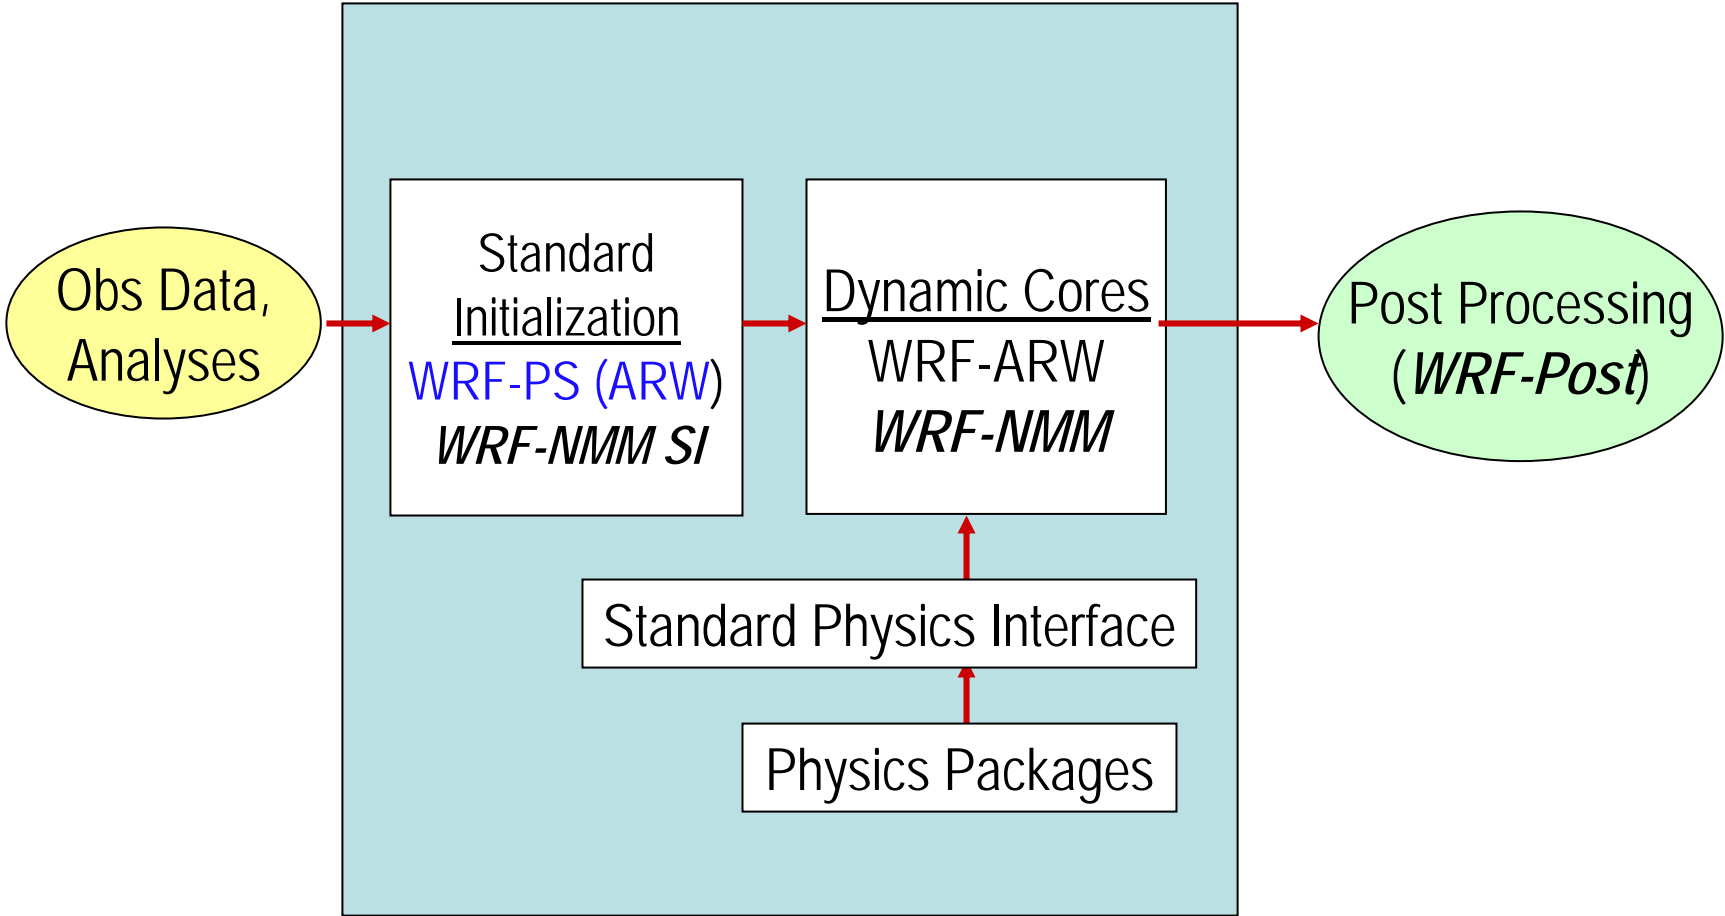 Obs Data,
Analyses
Standard
Initialization
WRF-PS (ARW)
WRF-NMM SI
Dynamic Cores
WRF-ARW
WRF-NMM
Post Processing
(WRF-Post)
Standard Physics Interface
Physics Packages